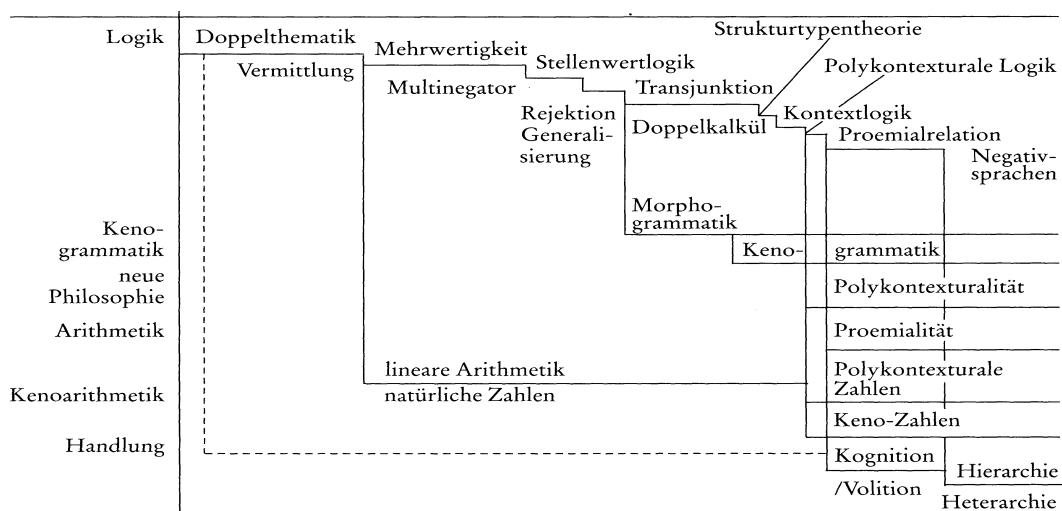 Strukturtypentheorie
Logik
Doppelthematik
Mehrwertigkeit
Stellenwertlogik
Polykontexturale Logik
Vermittlung
Multinegator
Transjunktion
Rejektion
Generali-
sierung
Doppelkalkül
Kontextlogik
Proemialrelation
Negativ-
sprachen
Morpho-
grammatik
Keno-
grammatik
Keno-
grammatik
neue
Philosophie
Polykontexturalität
Arithmetik
Proemialität
lineare Arithmetik
natürliche Zahlen
Polykontexturale
Zahlen
Kenoarithmetik
Keno-Zahlen
Handlung
Kognition
/Volition
Hierarchie
Heterarchie